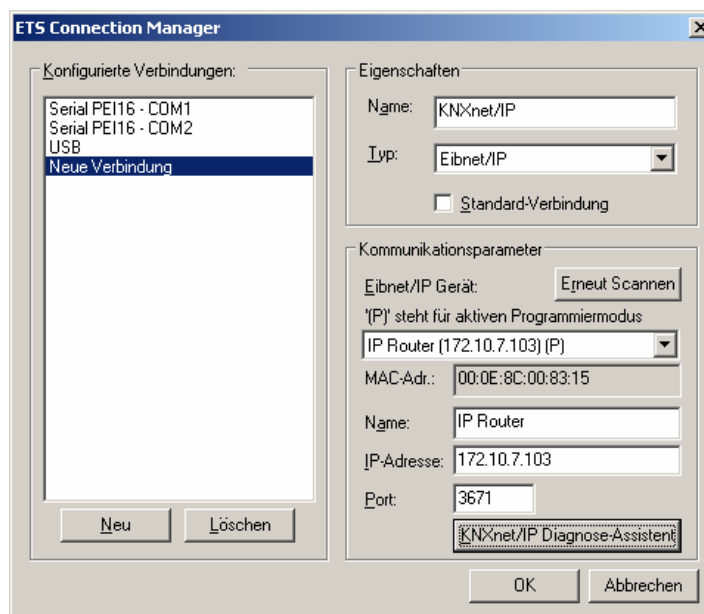 ETS Connection Manager
Konfigurierte Verbindungen:
Serial PEI16 - COM1
Serial PEI16 - COM2
USB
Neue Verbindung
Neu
Löschen
Eigenschaften
Name:
KNXnet/IP
Typ:
Eibnet/IP
Standard-Verbindung
Kommunikationsparameter
Eibnet/IP Gerät:
Erneut Scannen
'(P)' steht für aktiven Programmiermodus
IP Router (172.10.7.103) (P)
MAC-Adr.:
00:0E:8C:00:83:15
Name:
IP Router
IP-Adresse:
172.10.7.103
Port:
3671
KNXnet/IP Diagnose-Assistent
OK
Abbrechen